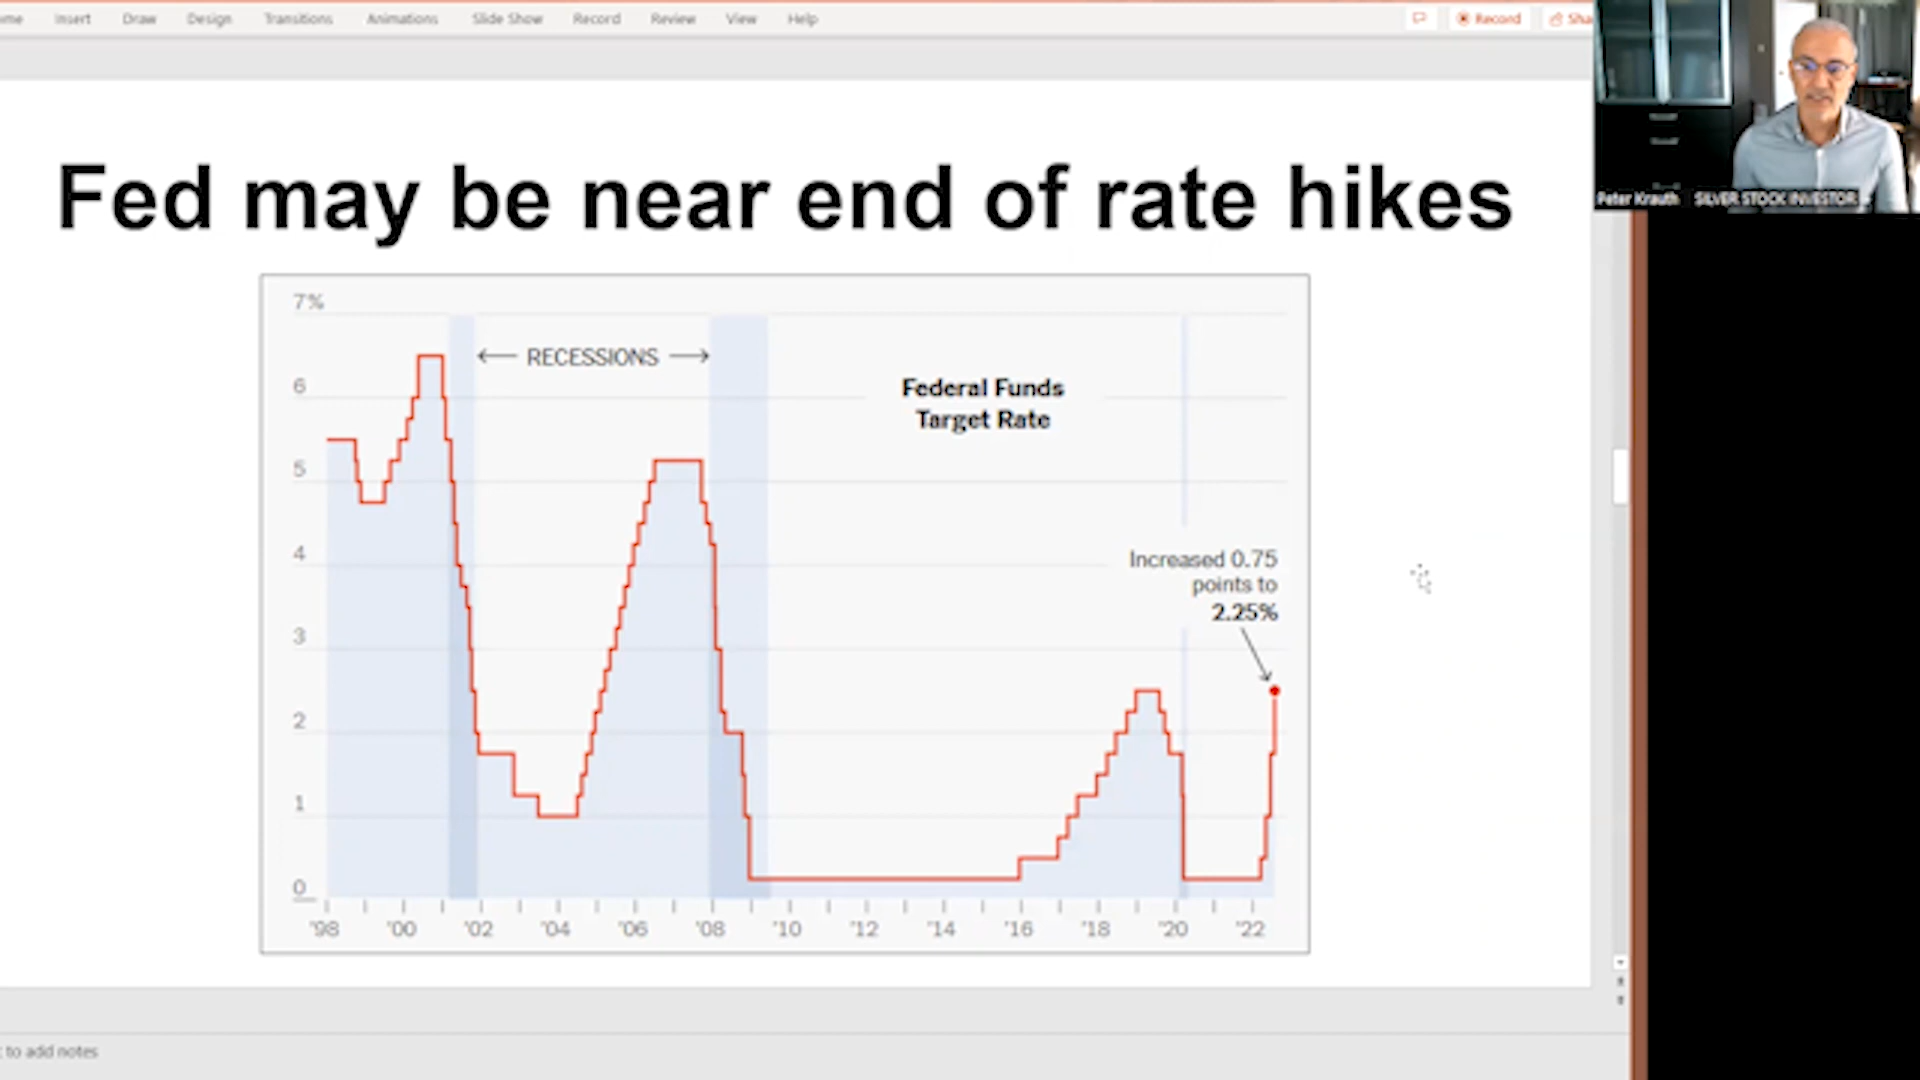 Insert Draw Design Transitions Animations Slide Show Record Review View Help
Record
Peter Krauth SILVER STOCK INVESTOR
Fed may be near end of rate hikes
7%
← RECESSIONS →
6
Federal Funds
Target Rate
5
4
Increased 0.75
points to
2.25%
3
2
1
0
'98 '00 '02 '04 '06 '08 '10 '12 '14 '16 '18 '20 '22
to add notes